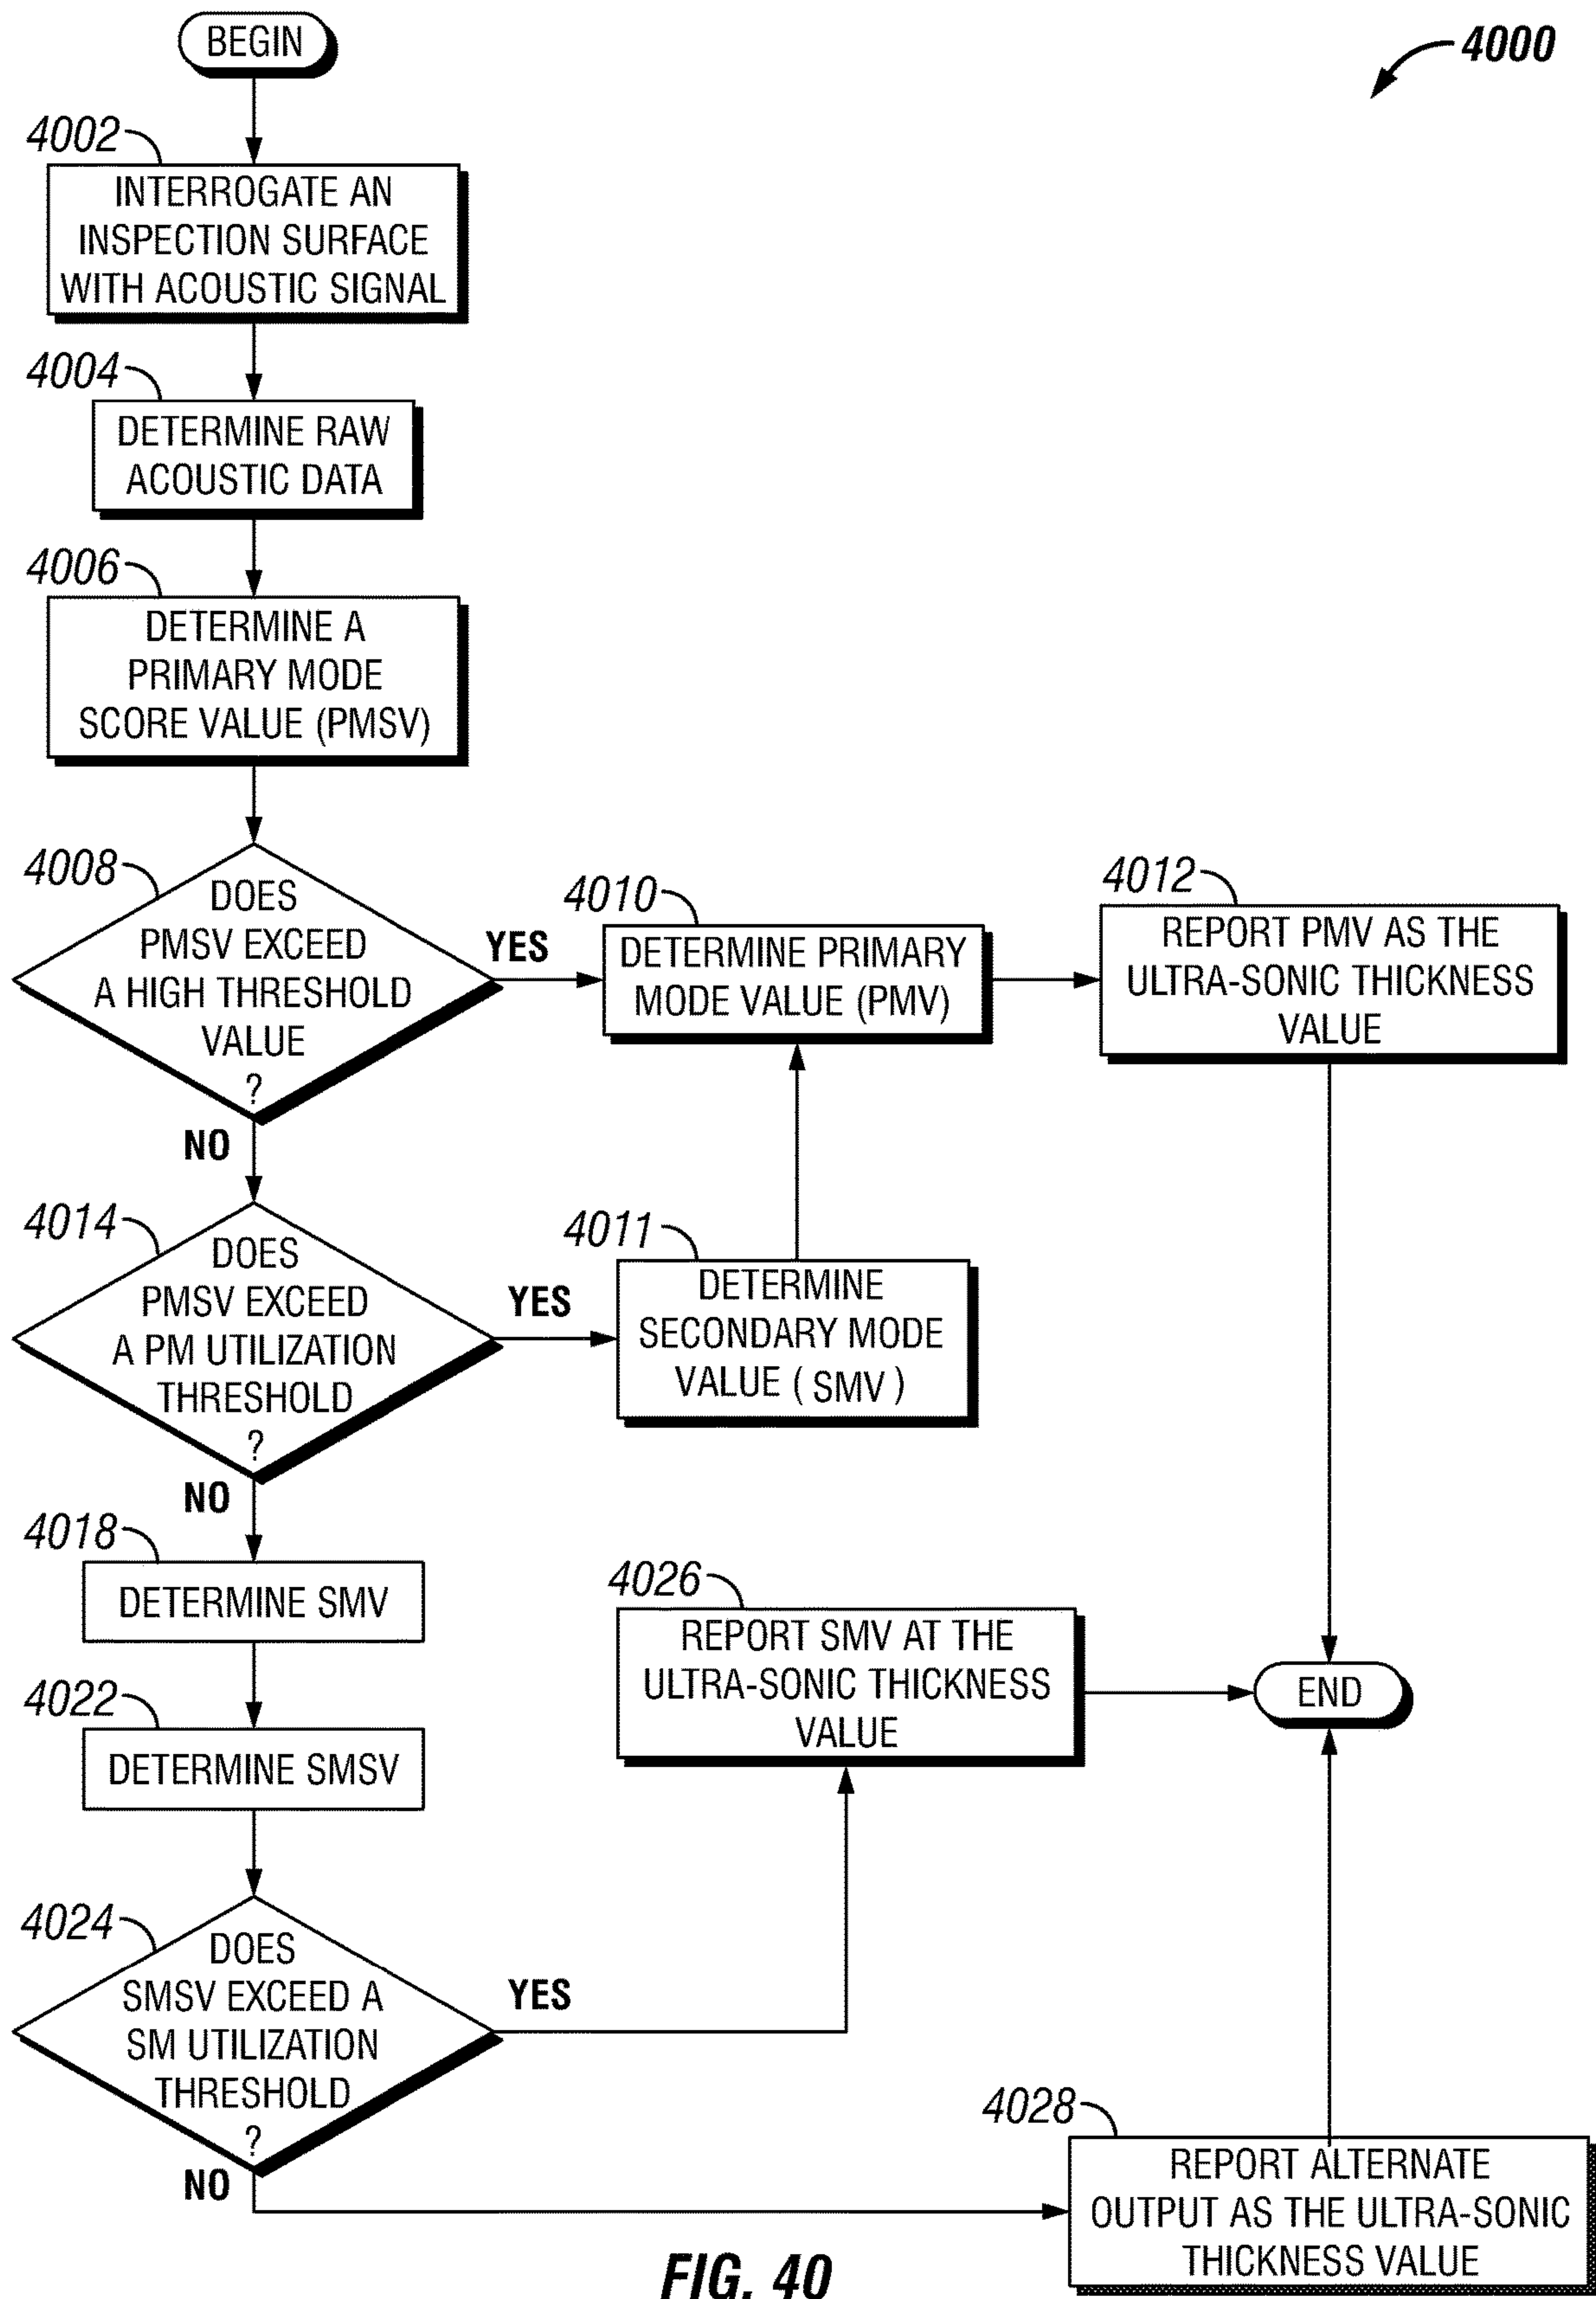 BEGIN
4000
4002
INTERROGATE AN
INSPECTION SURFACE
WITH ACOUSTIC SIGNAL
4004
DETERMINE RAW
ACOUSTIC DATA
4006
DETERMINE A
PRIMARY MODE
SCORE VALUE (PMSV)
4008
DOES
PMSV EXCEED
A HIGH THRESHOLD
VALUE
?
YES
NO
4010
DETERMINE PRIMARY
MODE VALUE (PMV)
4012
REPORT PMV AS THE
ULTRA-SONIC THICKNESS
VALUE
4014
DOES
PMSV EXCEED
A PM UTILIZATION
THRESHOLD
?
YES
NO
4011
DETERMINE
SECONDARY MODE
VALUE ( SMV )
4018
DETERMINE SMV
4022
DETERMINE SMSV
4026
REPORT SMV AT THE
ULTRA-SONIC THICKNESS
VALUE
END
4024
DOES
SMSV EXCEED A
SM UTILIZATION
THRESHOLD
?
YES
NO
4028
REPORT ALTERNATE
OUTPUT AS THE ULTRA-SONIC
THICKNESS VALUE
FIG. 40